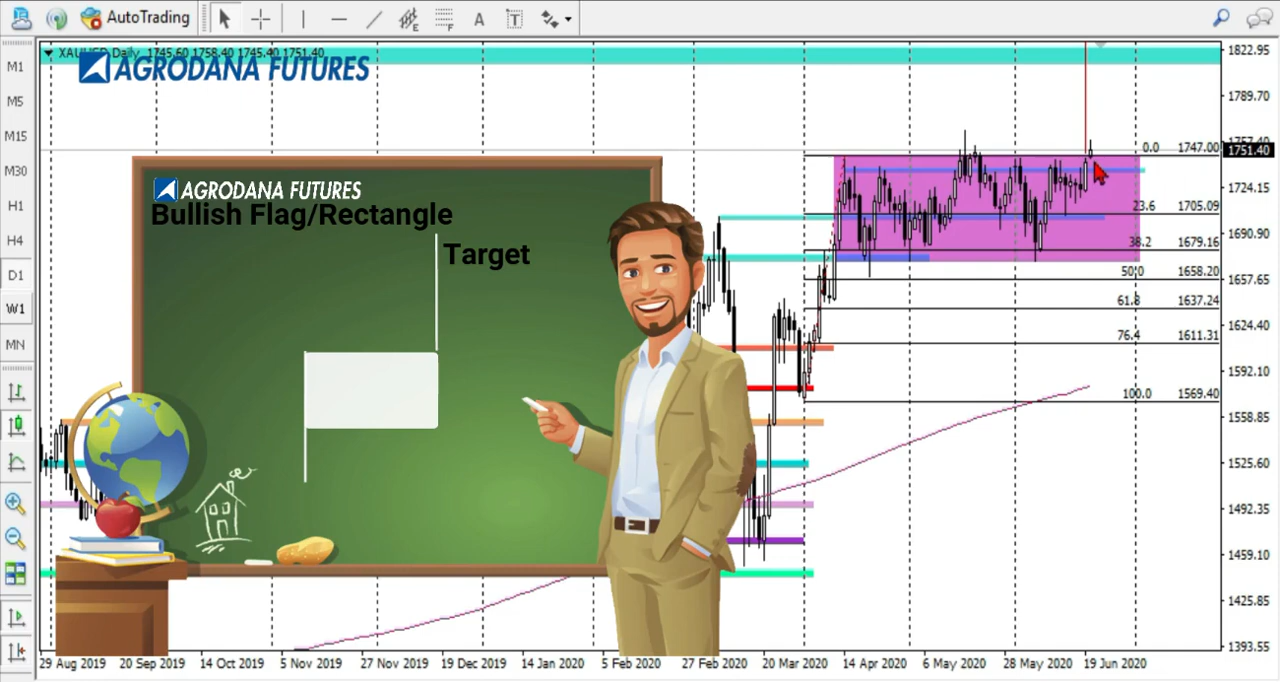 AutoTrading
A
T
E
F
XAUUSD Daily 1745.60 1758.40 1745.40 1751.40
AGRODANA FUTURES
M1
M5
M15
M30
H1
H4
D1
W1
MN
AGRODANA FUTURES
Bullish Flag/Rectangle
Target
0.0 1747.00
23.6 1705.09
38.2 1679.16
50.0 1658.20
61.8 1637.24
76.4 1611.31
100.0 1569.40
1822.95
1789.70
1751.40
1724.15
1690.90
1657.65
1624.40
1592.10
1558.85
1525.60
1492.35
1459.10
1425.85
1393.55
29 Aug 2019 20 Sep 2019 14 Oct 2019 5 Nov 2019 27 Nov 2019 19 Dec 2019 14 Jan 2020 5 Feb 2020 27 Feb 2020 20 Mar 2020 14 Apr 2020 6 May 2020 28 May 2020 19 Jun 2020